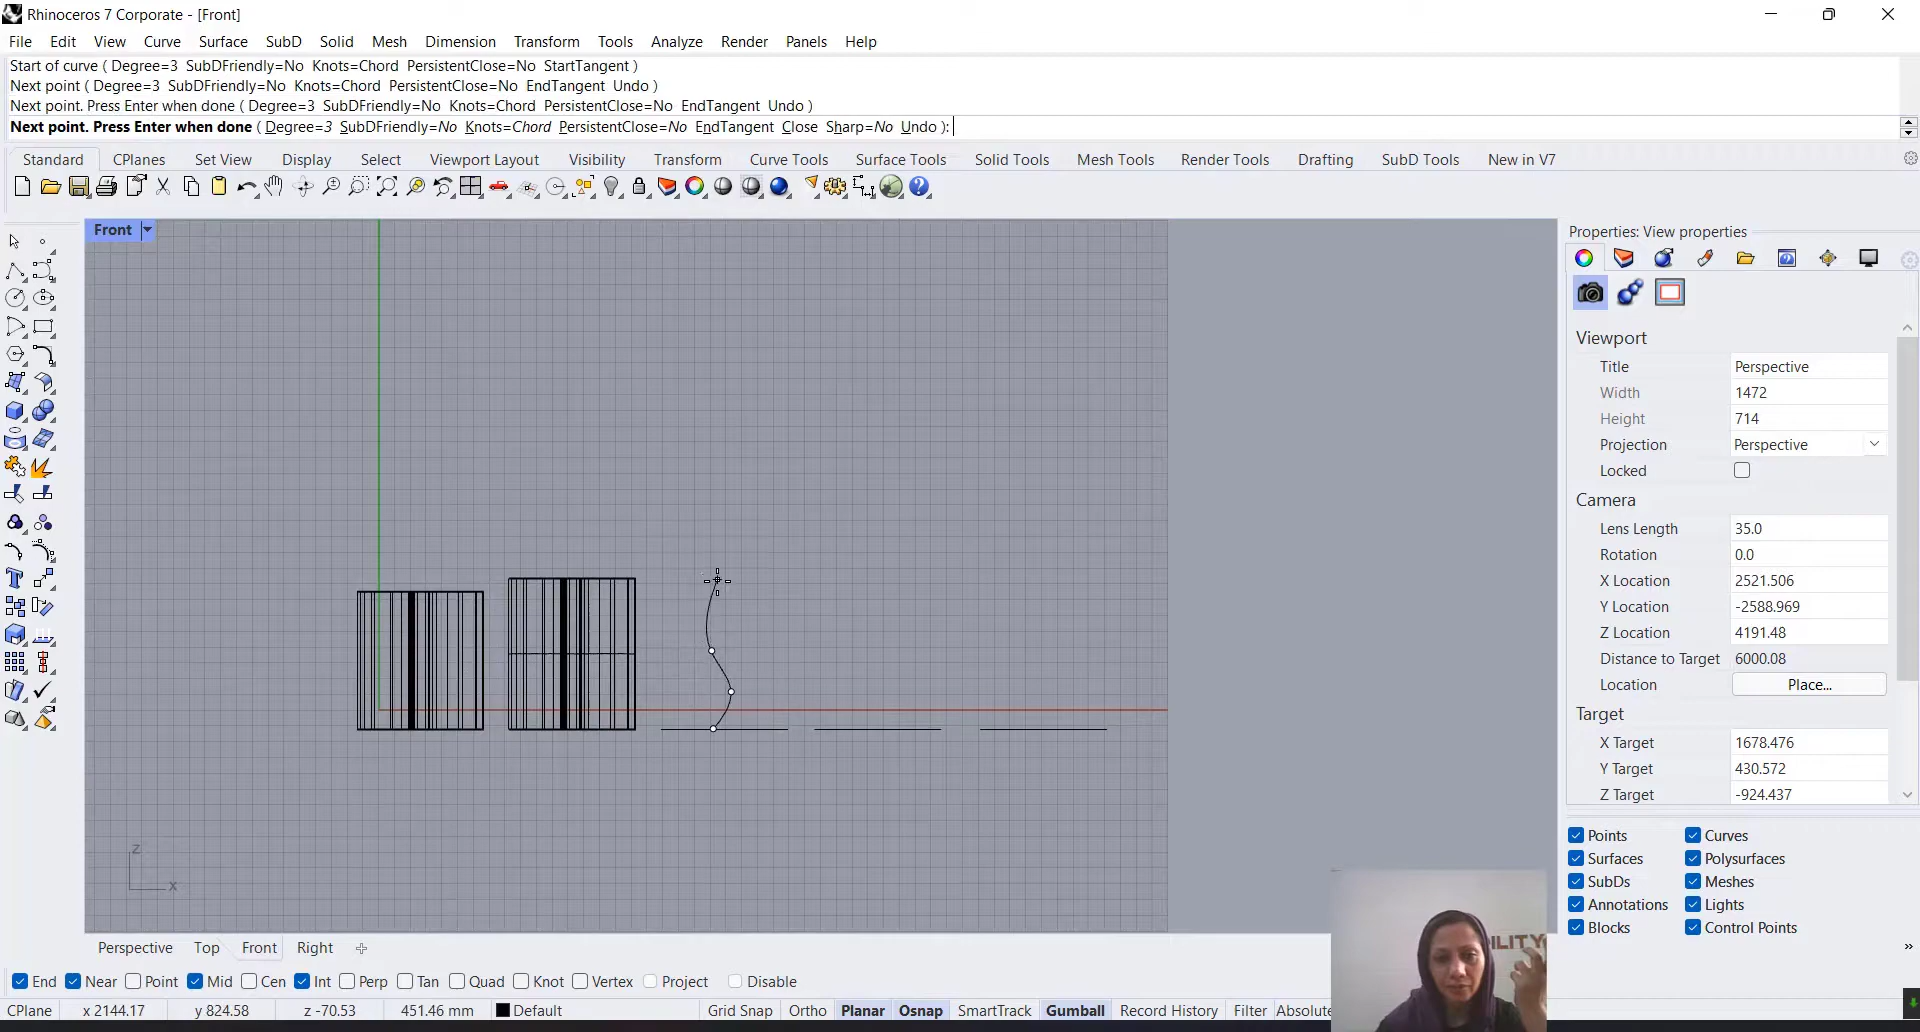 Rhinoceros 7 Corporate - [Front]
File Edit View Curve Surface SubD Solid Mesh Dimension Transform Tools Analyze Render Panels Help
Start of curve ( Degree=3 SubDFriendly=No Knots=Chord PersistentClose=No StartTangent )
Next point ( Degree=3 SubDFriendly=No Knots=Chord PersistentClose=No EndTangent Undo )
Next point. Press Enter when done ( Degree=3 SubDFriendly=No Knots=Chord PersistentClose=No EndTangent Undo )
Next point. Press Enter when done ( Degree=3 SubDFriendly=No Knots=Chord PersistentClose=No EndTangent Close Sharp=No Undo ):
Standard CPlanes Set View Display Select Viewport Layout Visibility Transform Curve Tools Surface Tools Solid Tools Mesh Tools Render Tools Drafting SubD Tools New in V7
Front
Properties: View properties
Viewport
Title Perspective
Width 1472
Height 714
Projection Perspective
Locked
Camera
Lens Length 35.0
Rotation 0.0
X Location 2521.506
Y Location -2588.969
Z Location 4191.48
Distance to Target 6000.08
Location Place...
Target
X Target 1678.476
Y Target 430.572
Z Target -924.437
Points Curves
Surfaces Polysurfaces
SubDs Meshes
Annotations Lights
Blocks Control Points
z
x
ILITY
Perspective Top Front Right
End Near Point Mid Cen Int Perp Tan Quad Knot Vertex Project Disable
CPlane x 2144.17 y 824.58 z -70.53 451.46 mm Default Grid Snap Ortho Planar Osnap SmartTrack Gumball Record History Filter Absolute